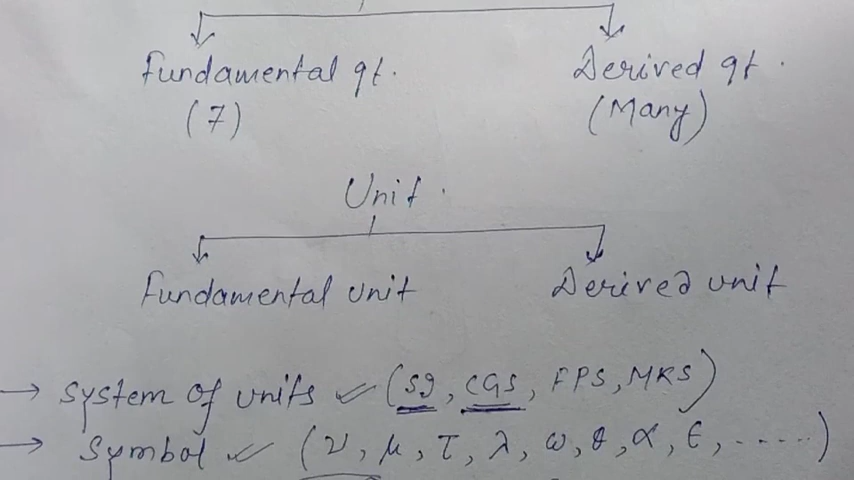 Fundamental qt. Derived qt.
(7) (Many)
Unit.
Fundamental unit Derived unit
→ System of units ✓ (SI, CGS, FPS, MKS)
→ Symbol ✓ (ν, μ, τ, λ, ω, θ, α, ε, ......)